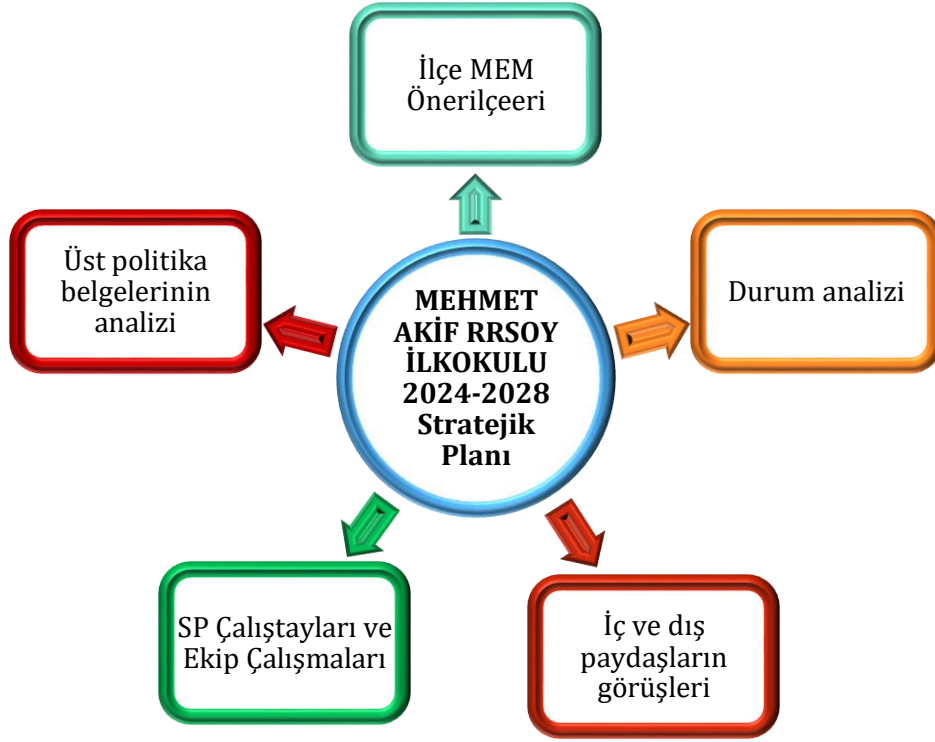 İlçe MEM
Önerilçeeri
Üst politika
belgelerinin
analizi
Durum analizi
MEHMET
AKİF RRSOY
İLKOKULU
2024-2028
Stratejik
Planı
SP Çalıştayları ve
Ekip Çalışmaları
İç ve dış
paydaşların
görüşleri